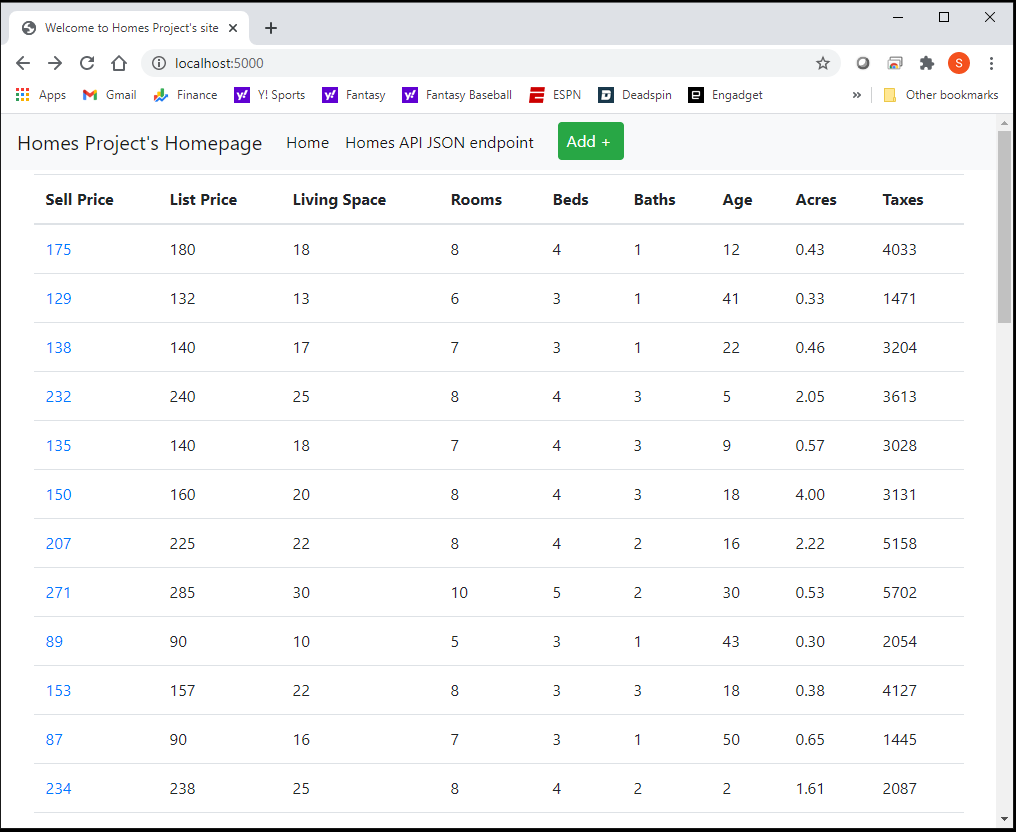 Welcome to Homes Project's site
localhost:5000
S
Apps Gmail Finance y! Y! Sports y! Fantasy y! Fantasy Baseball ESPN D Deadspin e Engadget » Other bookmarks
Homes Project's Homepage Home Homes API JSON endpoint Add +
Sell Price List Price Living Space Rooms Beds Baths Age Acres Taxes
175 180 18 8 4 1 12 0.43 4033
129 132 13 6 3 1 41 0.33 1471
138 140 17 7 3 1 22 0.46 3204
232 240 25 8 4 3 5 2.05 3613
135 140 18 7 4 3 9 0.57 3028
150 160 20 8 4 3 18 4.00 3131
207 225 22 8 4 2 16 2.22 5158
271 285 30 10 5 2 30 0.53 5702
89 90 10 5 3 1 43 0.30 2054
153 157 22 8 3 3 18 0.38 4127
87 90 16 7 3 1 50 0.65 1445
234 238 25 8 4 2 2 1.61 2087